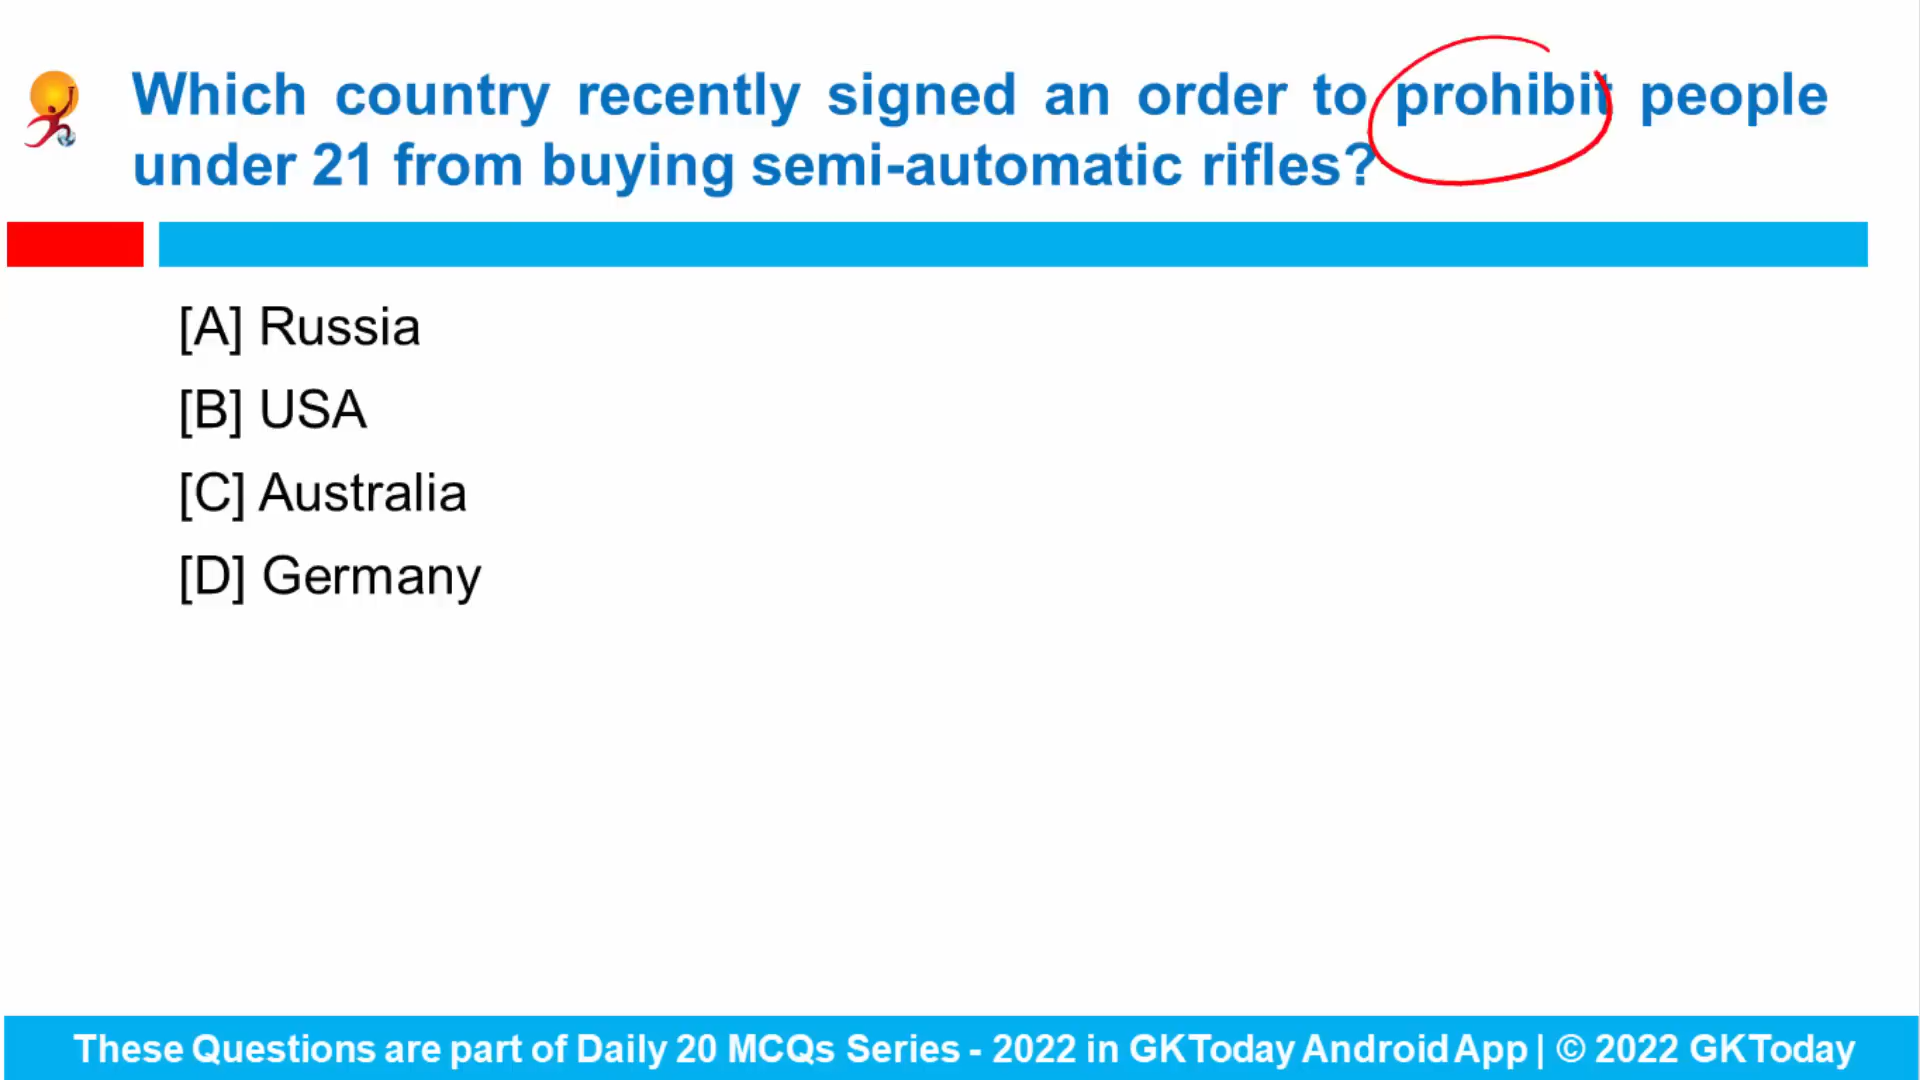 Which country recently signed an order to prohibit people
under 21 from buying semi-automatic rifles?
[A] Russia
[B] USA
[C] Australia
[D] Germany
These Questions are part of Daily 20 MCQs Series - 2022 in GKToday Android App | © 2022 GKToday